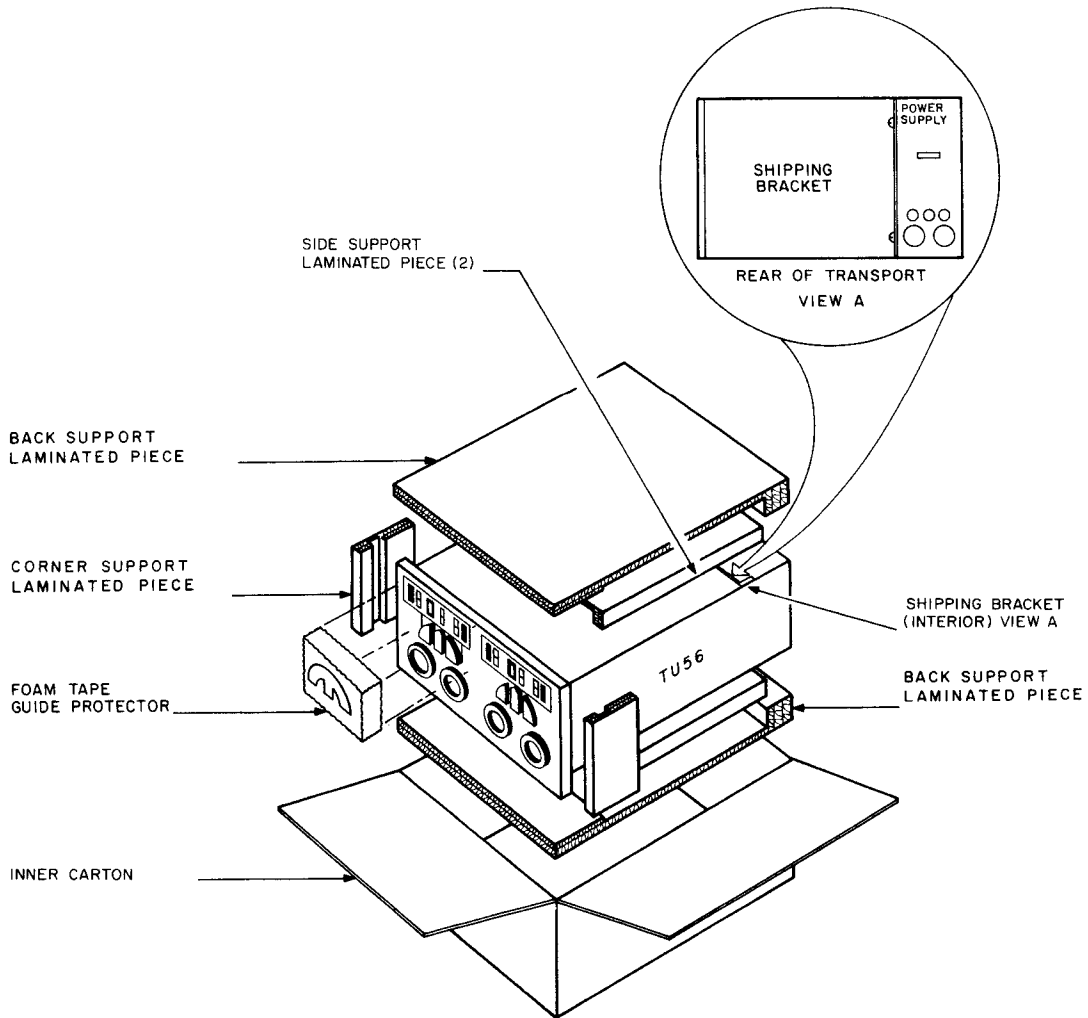 POWER
SUPPLY
SHIPPING
BRACKET
REAR OF TRANSPORT
VIEW A
SIDE SUPPORT
LAMINATED PIECE (2)
BACK SUPPORT
LAMINATED PIECE
CORNER SUPPORT
LAMINATED PIECE
SHIPPING BRACKET
(INTERIOR) VIEW A
TU56
FOAM TAPE
GUIDE PROTECTOR
BACK SUPPORT
LAMINATED PIECE
INNER CARTON